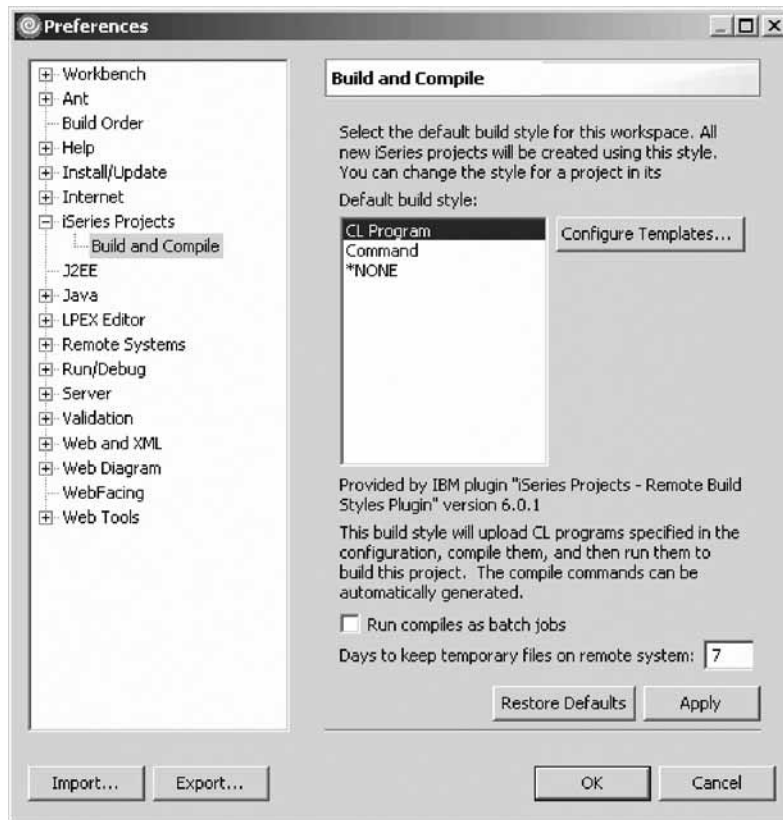 Preferences
Workbench
Ant
Build Order
Help
Install/Update
Internet
iSeries Projects
Build and Compile
J2EE
Java
LPEX Editor
Remote Systems
Run/Debug
Server
Validation
Web and XML
Web Diagram
WebFacing
Web Tools
Build and Compile
Select the default build style for this workspace. All
new iSeries projects will be created using this style.
You can change the style for a project in its
Default build style:
CL Program
Command
*NONE
Configure Templates...
Provided by IBM plugin "iSeries Projects - Remote Build
Styles Plugin" version 6.0.1
This build style will upload CL programs specified in the
configuration, compile them, and then run them to
build this project. The compile commands can be
automatically generated.
Run compiles as batch jobs
Days to keep temporary files on remote system: 7
Restore Defaults
Apply
Import...
Export...
OK
Cancel